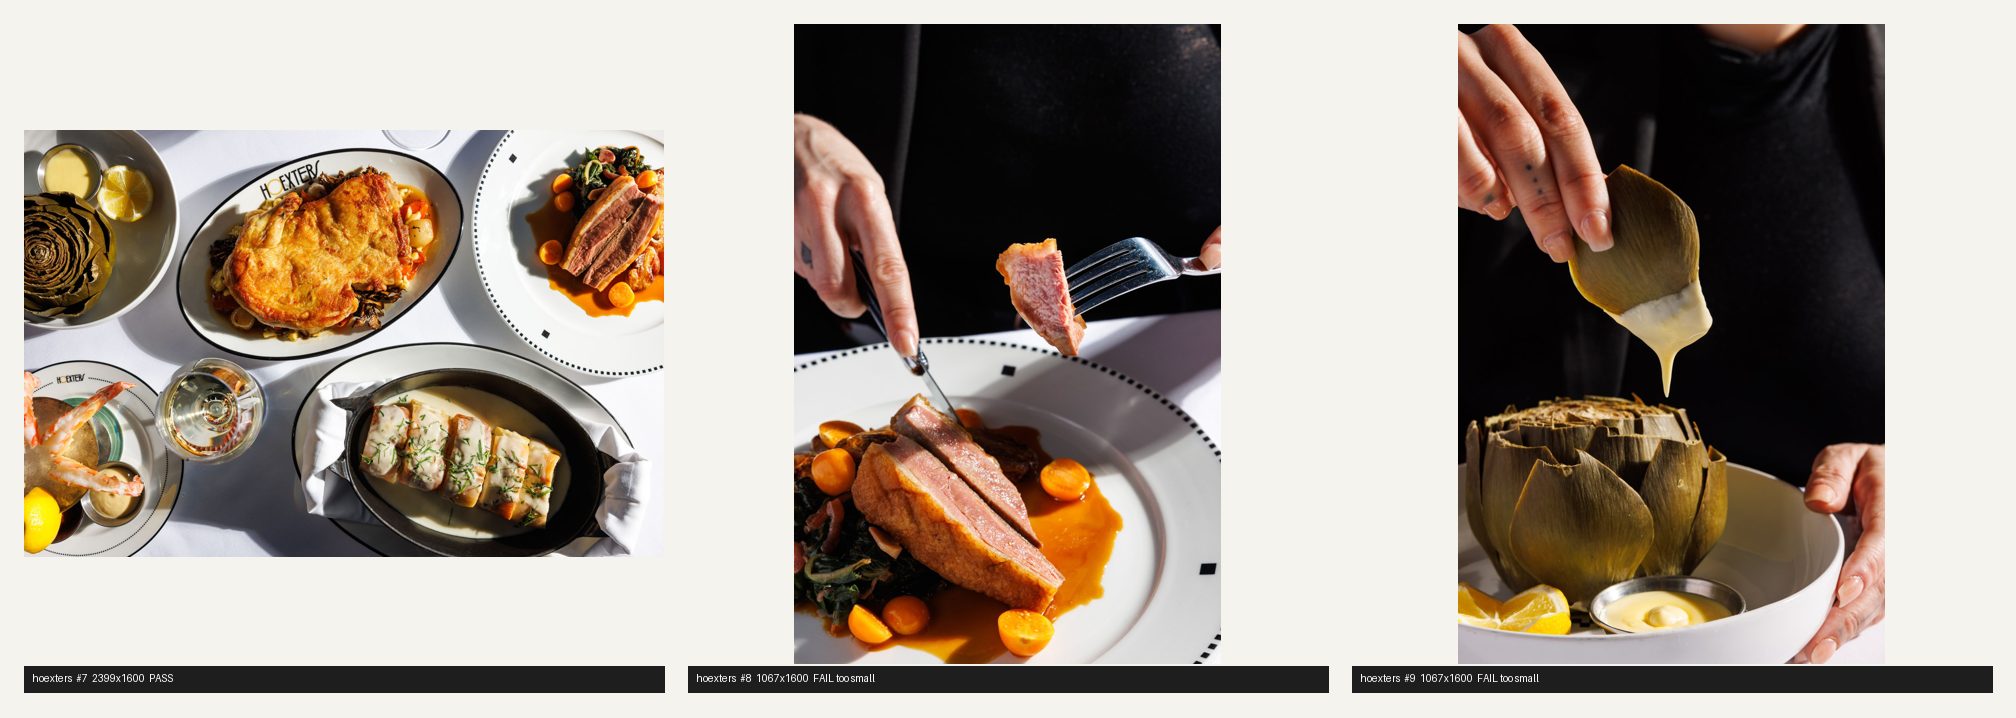 HOEXTERS
HOEXTERS
hoexters #7 2399x1600 PASS
hoexters #8 1067x1600 FAIL too small
hoexters #9 1067x1600 FAIL too small